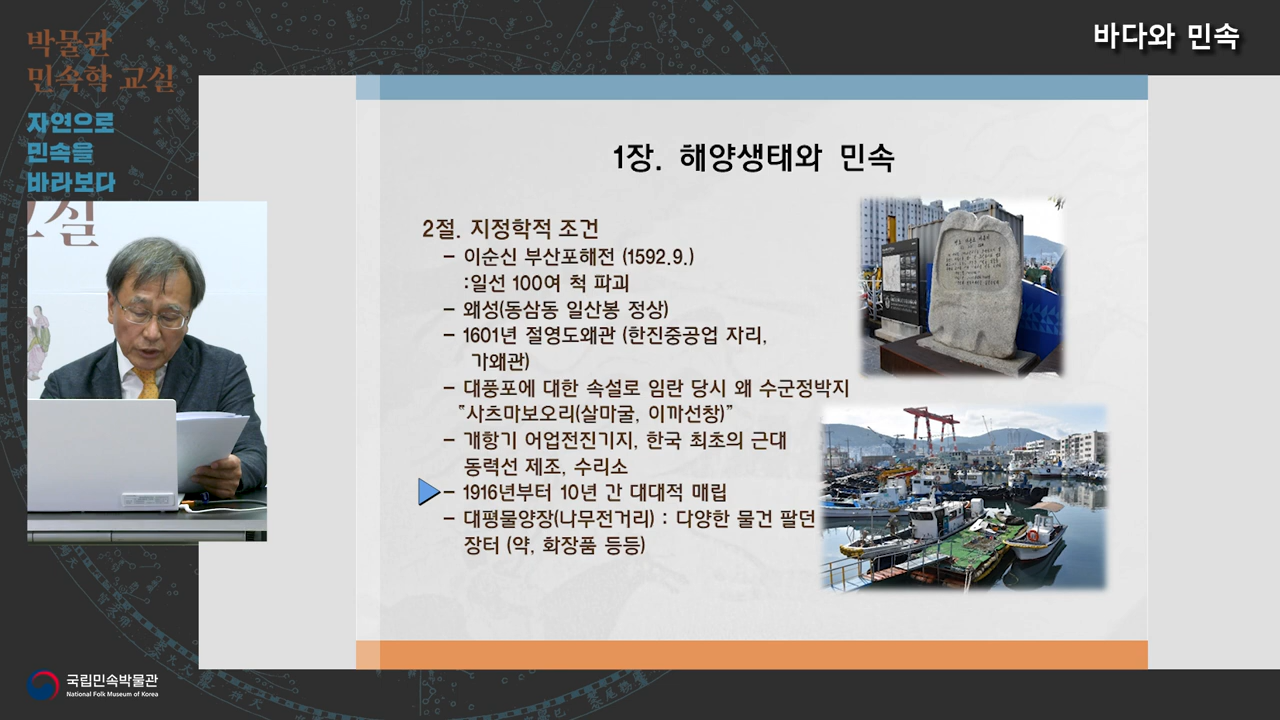 바다와 민속
박물관
민속학 교실
자연으로
민속을
바라보다
교실
1장. 해양생태와 민속
2절. 지정학적 조건
- 이순신 부산포해전 (1592.9.)
:일선 100여 척 파괴
- 왜성(동삼동 일산봉 정상)
- 1601년 절영도왜관 (한진중공업 자리,
가왜관)
- 대풍포에 대한 속설로 임란 당시 왜 수군정박지
"사츠마보오리(살마굴, 이까선창)"
- 개항기 어업전진기지, 한국 최초의 근대
동력선 제조, 수리소
- 1916년부터 10년 간 대대적 매립
- 대평물양장(나무전거리) : 다양한 물건 팔던
장터 (약, 화장품 등등)
국립민속박물관
National Folk Museum of Korea